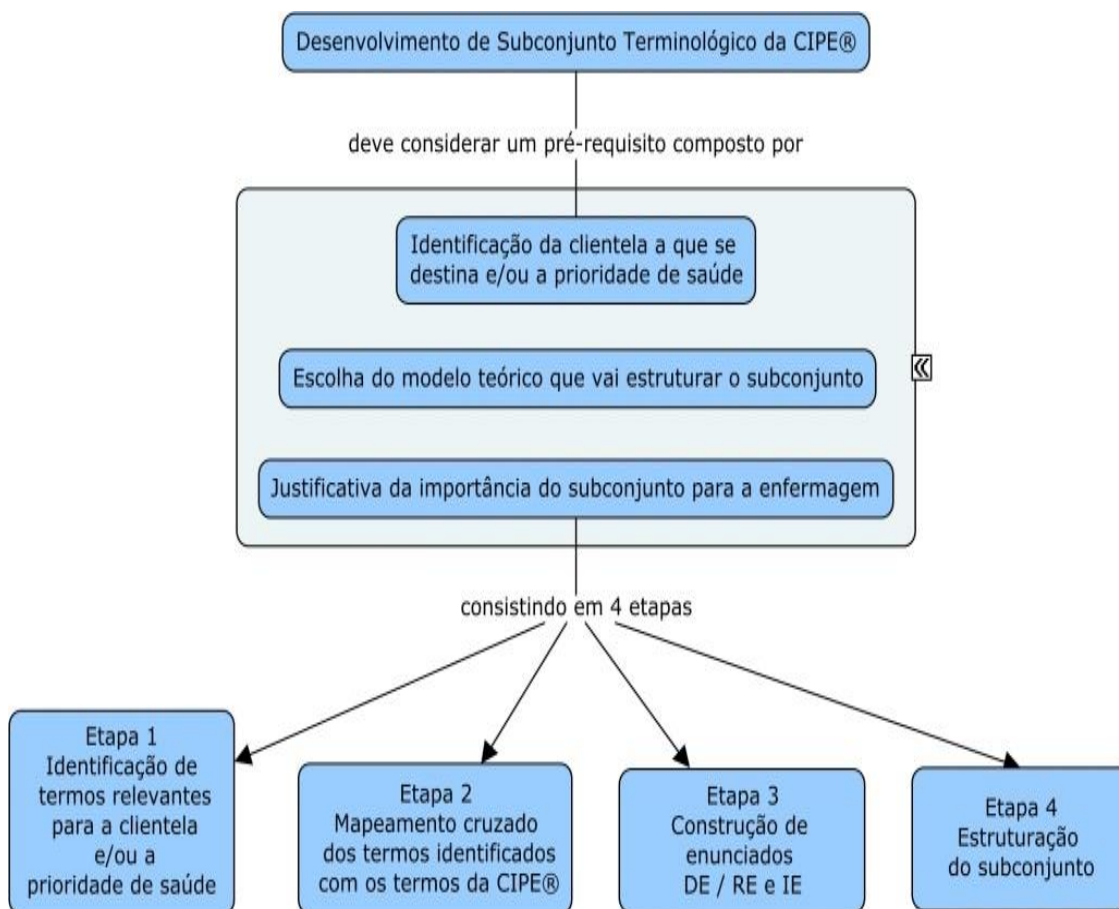 Desenvolvimento de Subconjunto Terminológico da CIPE®
deve considerar um pré-requisito composto por
Identificação da clientela a que se
destina e/ou a prioridade de saúde
Escolha do modelo teórico que vai estruturar o subconjunto
Justificativa da importância do subconjunto para a enfermagem
consistindo em 4 etapas
Etapa 1
Identificação de
termos relevantes
para a clientela
e/ou a
prioridade de saúde
Etapa 2
Mapeamento cruzado
dos termos identificados
com os termos da CIPE®
Etapa 3
Construção de
enunciados
DE / RE e IE
Etapa 4
Estruturação
do subconjunto